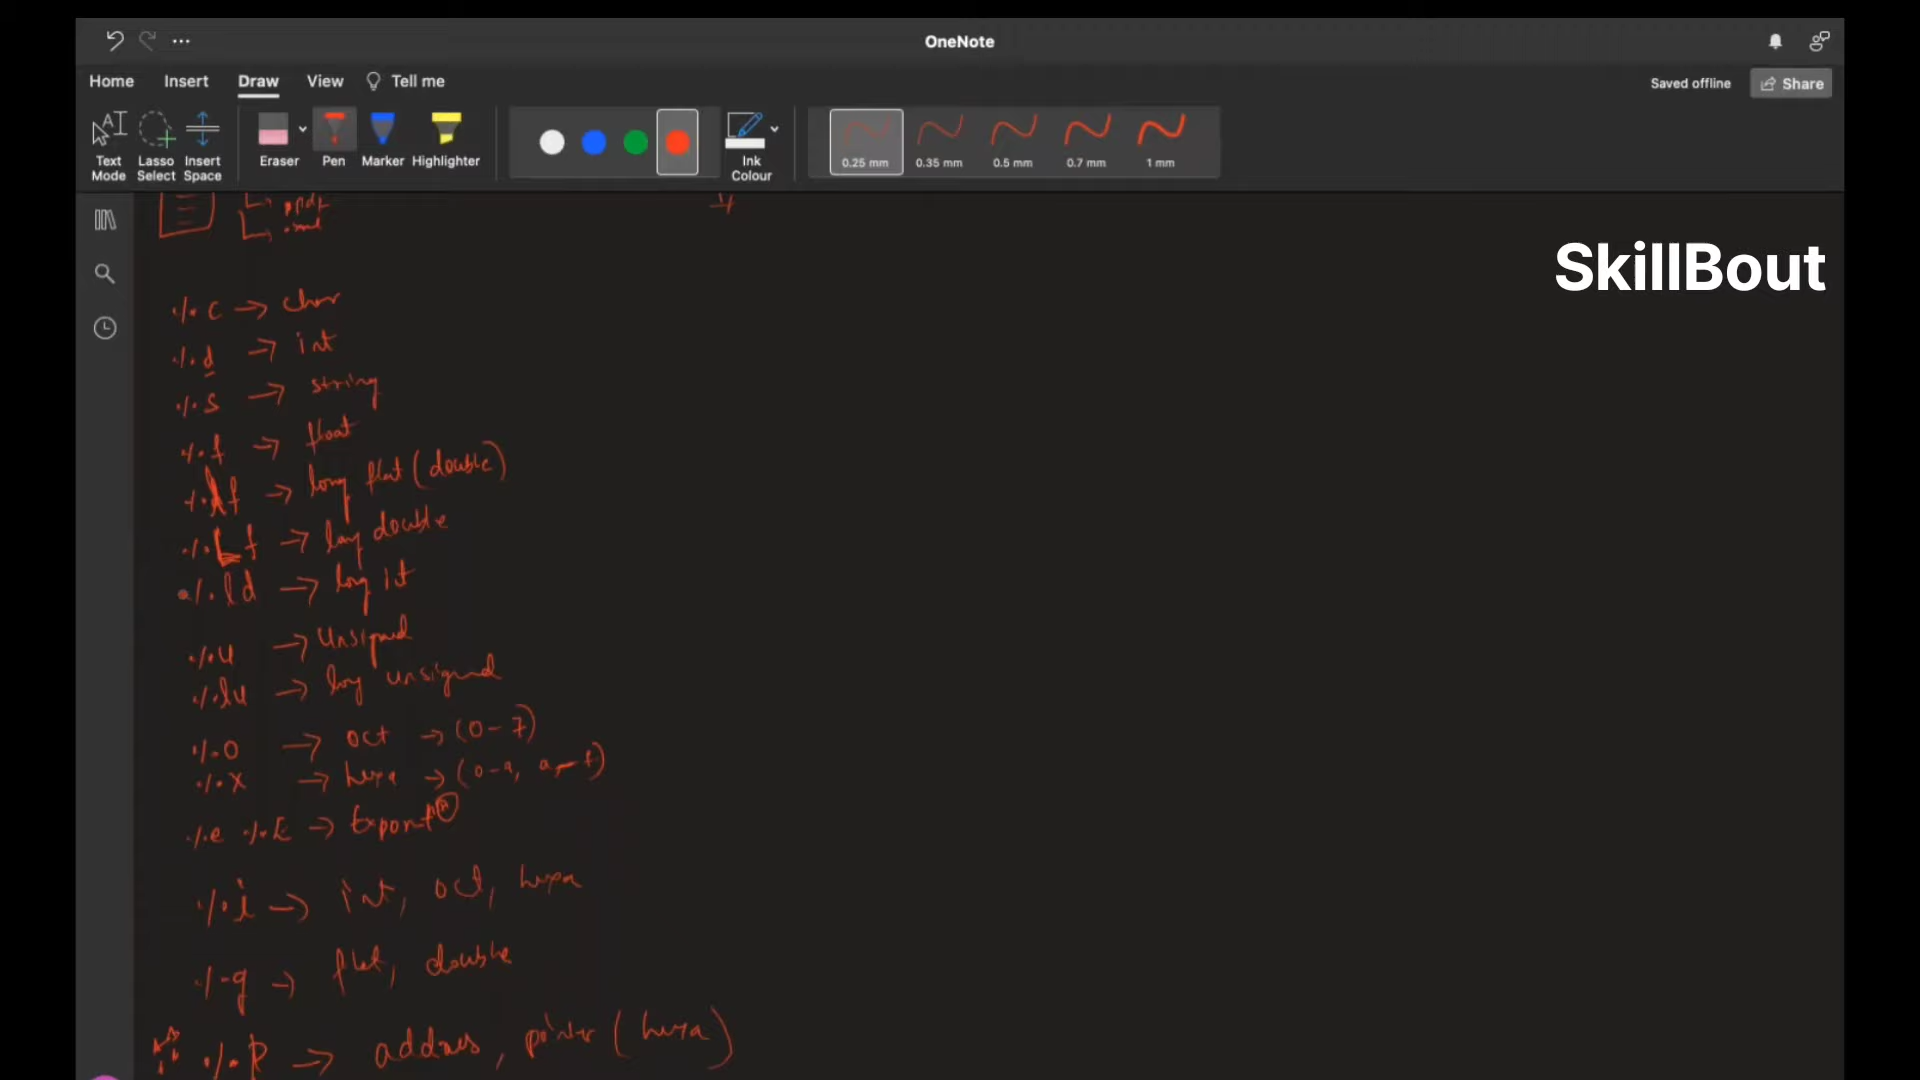 OneNote
Home Insert Draw View Tell me
Saved offline Share
Text Mode
Lasso Select
Insert Space
Eraser
Pen
Marker
Highlighter
Ink Colour
0.25 mm
0.35 mm
0.5 mm
0.7 mm
1 mm
SkillBout
%c → char
%d → int
%s → string
%f → float
%lf → long float (double)
%Lf → long double
%ld → long int
%u → Unsigned
%lu → long unsigned
%o → oct → (0-7)
%x → hexa → (0-9, a-f)
%e %E →
%i → int, oct, hexa
%g → float, double
%p → address, pointer (hexa)